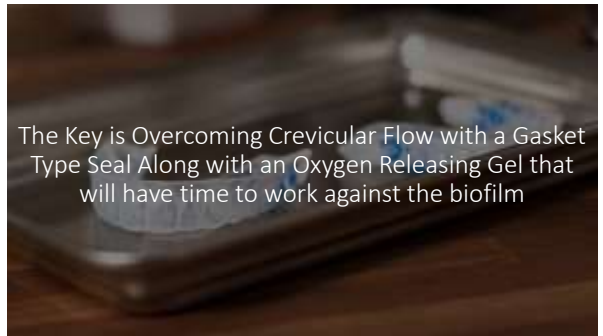 The Key is Overcoming Crevicular Flow with a Gasket
Type Seal Along with an Oxygen Releasing Gel that
will have time to work against the biofilm